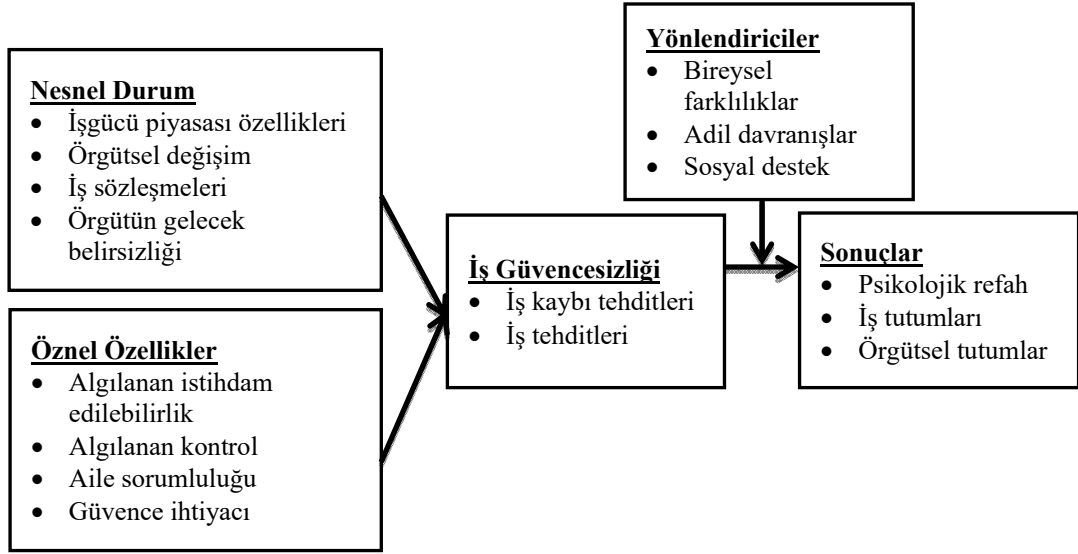 Nesnel Durum
• İşgücü piyasası özellikleri
• Örgütsel değişim
• İş sözleşmeleri
• Örgütün gelecek
belirsizliği
Öznel Özellikler
• Algılanan istihdam
edilebilirlik
• Algılanan kontrol
• Aile sorumluluğu
• Güvence ihtiyacı
İş Güvencesizliği
• İş kaybı tehditleri
• İş tehditleri
Yönlendiriciler
• Bireysel
farklılıklar
• Adil davranışlar
• Sosyal destek
Sonuçlar
• Psikolojik refah
• İş tutumları
• Örgütsel tutumlar